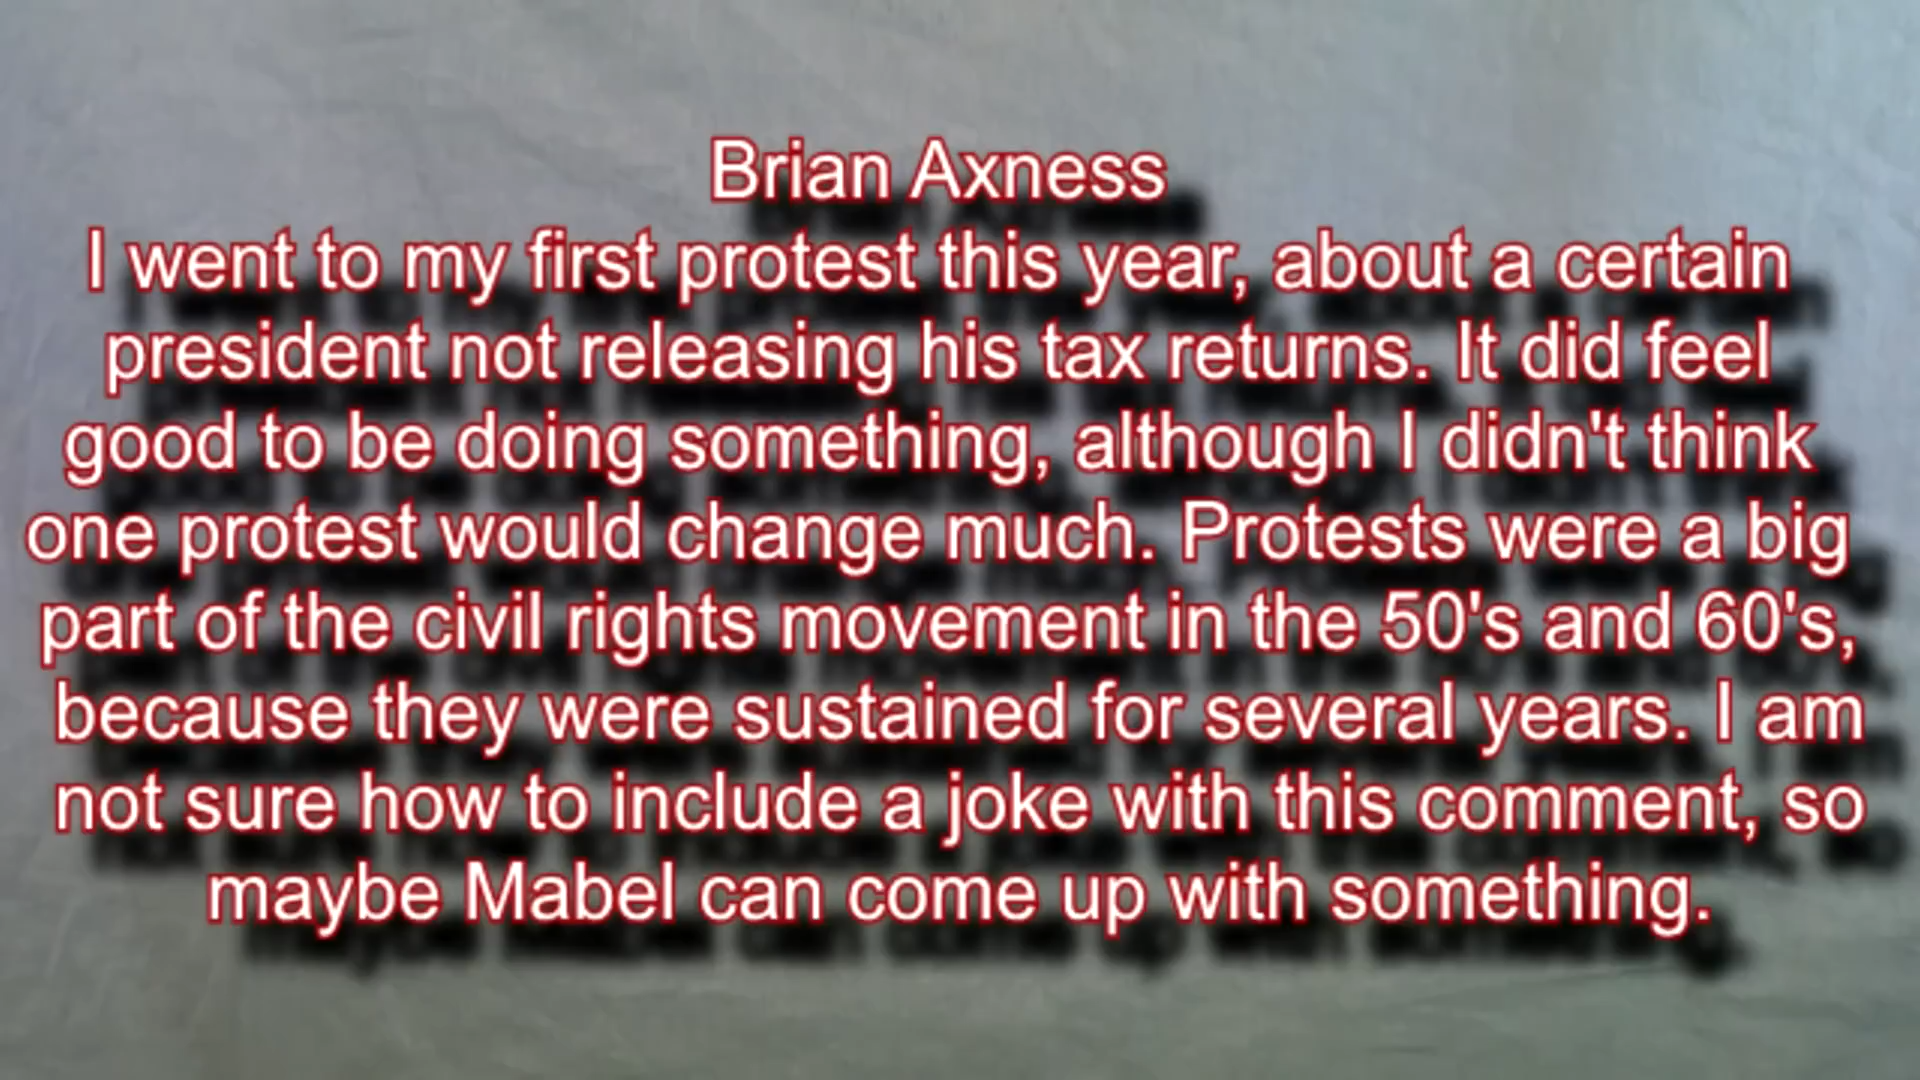 Brian Axness
I went to my first protest this year, about a certain
president not releasing his tax returns. It did feel
good to be doing something, although I didn't think
one protest would change much. Protests were a big
part of the civil rights movement in the 50's and 60's,
because they were sustained for several years. I am
not sure how to include a joke with this comment, so
maybe Mabel can come up with something.